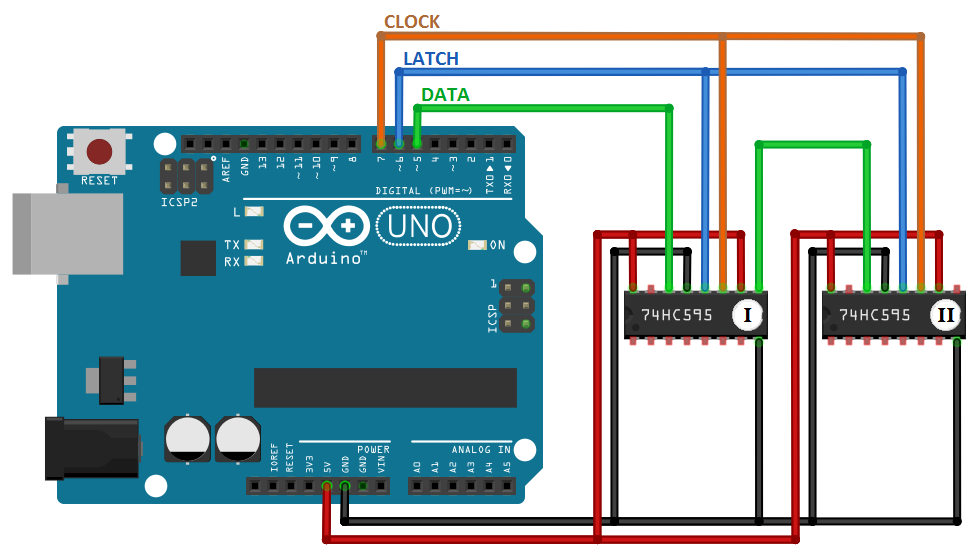 CLOCK
LATCH
DATA
RESET
ICSP2
AREF
GND
13
12
~11
~10
~9
8
7
~6
~5
4
~3
2
TX0 ▶ 1
RX0 ◀ 0
DIGITAL (PWM=~)
L
TX
RX
Arduino™
UNO
ON
1
ICSP
74HC595
I
74HC595
II
POWER
ANALOG IN
IOREF
RESET
3V3
5V
GND
GND
VIN
A0
A1
A2
A3
A4
A5